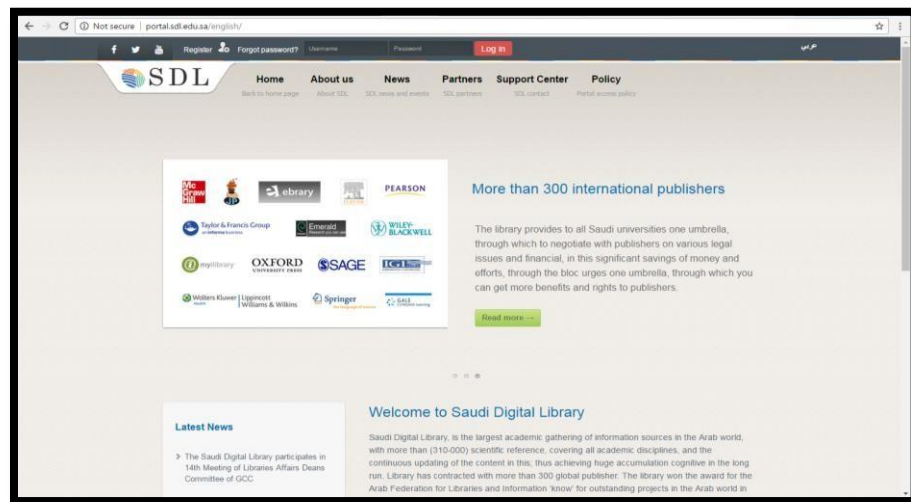 Not secure | portal.sdl.edu.sa/english/
Register Forgot password? Username Password Log in عربي
SDL
Home About us News Partners Support Center Policy
Back to home page About SDL SDL news and events SDL partners SDL contact Portal access policy
Mc Graw Hill JP ebrary PEARSON
Taylor & Francis Group Emerald WILEY-BLACKWELL
an informa business
mylibrary OXFORD UNIVERSITY PRESS SAGE IGI
Wolters Kluwer Lippincott Williams & Wilkins Springer GALE
More than 300 international publishers
The library provides to all Saudi universities one umbrella,
through which to negotiate with publishers on various legal
issues and financial, in this significant savings of money and
efforts, through the bloc urges one umbrella, through which you
can get more benefits and rights to publishers.
Read more
Latest News
The Saudi Digital Library participates in
14th Meeting of Libraries Affairs Deans
Committee of GCC
Welcome to Saudi Digital Library
Saudi Digital Library, is the largest academic gathering of information sources in the Arab world,
with more than (310-000) scientific reference, covering all academic disciplines, and the
continuous updating of the content in this; thus achieving huge accumulation cognitive in the long
run. Library has contracted with more than 300 global publisher. The library won the award for the
Arab Federation for Libraries and Information 'know' for outstanding projects in the Arab world in